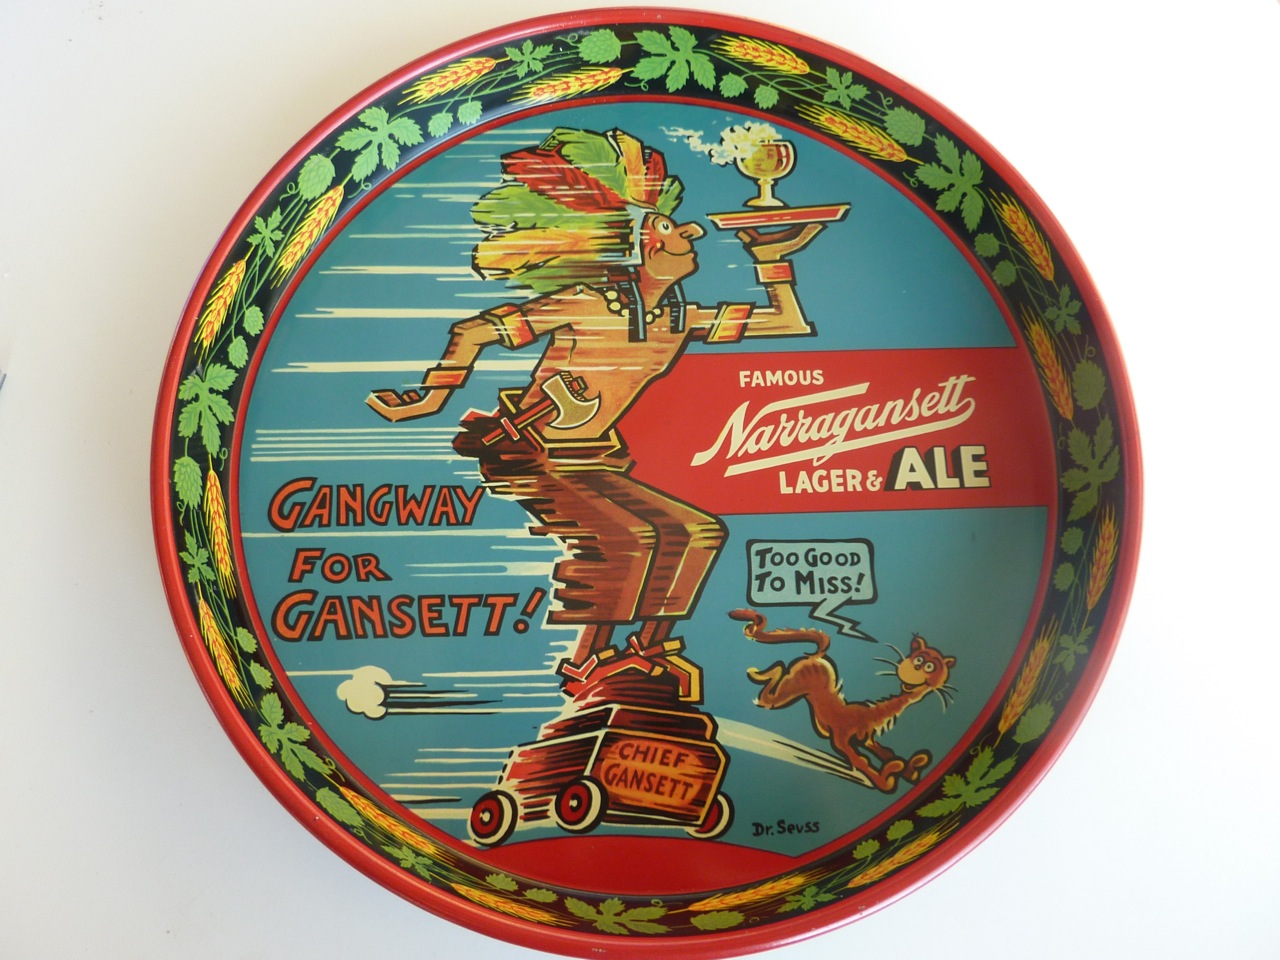 FAMOUS
Narragansett
LAGER & ALE
GANGWAY
FOR
GANSETT!
TOO GOOD
TO MISS!
CHIEF
GANSETT
Dr. Seuss